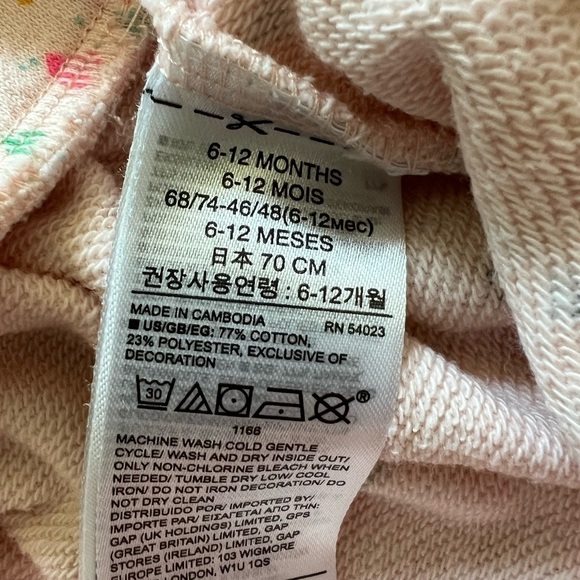 6-12 MONTHS
6-12 MOIS
68/74-46/48(6-12мвс)
6-12 MESES
日本 70 CM
권장사용연령 : 6-12개월
MADE IN CAMBODIA RN 54023
■ US/GB/EG: 77% COTTON,
23% POLYESTER, EXCLUSIVE OF
DECORATION
30 ®
1166
MACHINE WASH COLD GENTLE
CYCLE/ WASH AND DRY INSIDE OUT/
ONLY NON-CHLORINE BLEACH WHEN
NEEDED/ TUMBLE DRY LOW/ COOL
IRON/ DO NOT IRON DECORATION/ DO
NOT DRY CLEAN
DISTRIBUIDO POR/ IMPORTED BY/
IMPORTE PAR/ ΕΙΣΑΓΕΤΑΙ ΑΠΟ ΤΗΝ:
GAP (UK HOLDINGS) LIMITED, GPS
(GREAT BRITAIN) LIMITED, GAP
STORES (IRELAND) LIMITED, GAP
EUROPE LIMITED: 103 WIGMORE
LONDON, W1U 1QS